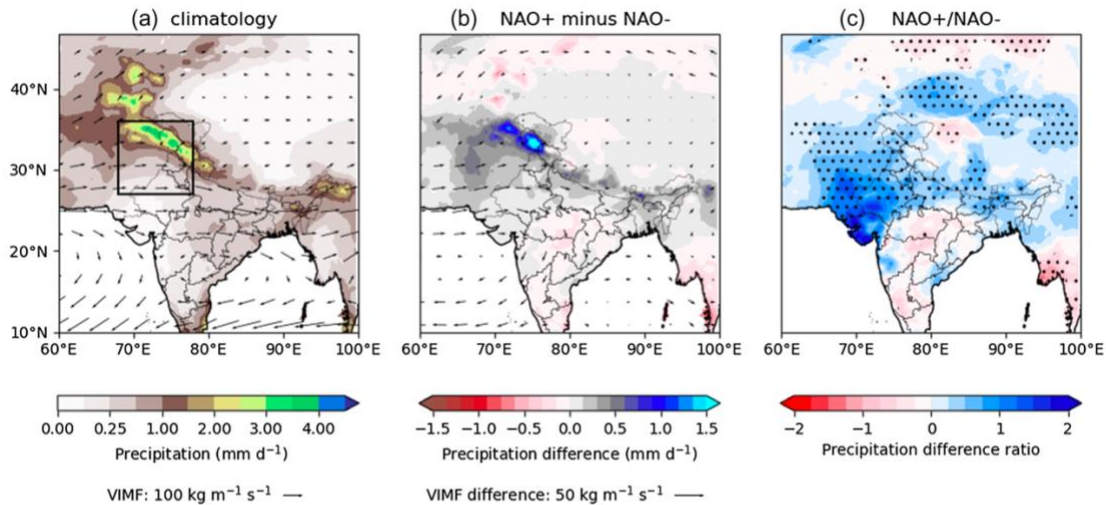 (a) climatology
(b) NAO+ minus NAO-
(c) NAO+/NAO-
40°N
30°N
20°N
10°N
60°E 70°E 80°E 90°E 100°E
60°E 70°E 80°E 90°E 100°E
60°E 70°E 80°E 90°E 100°E
0.00 0.25 1.00 2.00 3.00 4.00
Precipitation (mm d⁻¹)
VIMF: 100 kg m⁻¹ s⁻¹
−1.5 −1.0 −0.5 0.0 0.5 1.0 1.5
Precipitation difference (mm d⁻¹)
VIMF difference: 50 kg m⁻¹ s⁻¹
−2 −1 0 1 2
Precipitation difference ratio